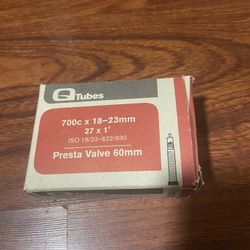 Q Tubes
700c x 18-23mm
27 x 1"
ISO 18/23-622/630
Presta Valve 60mm